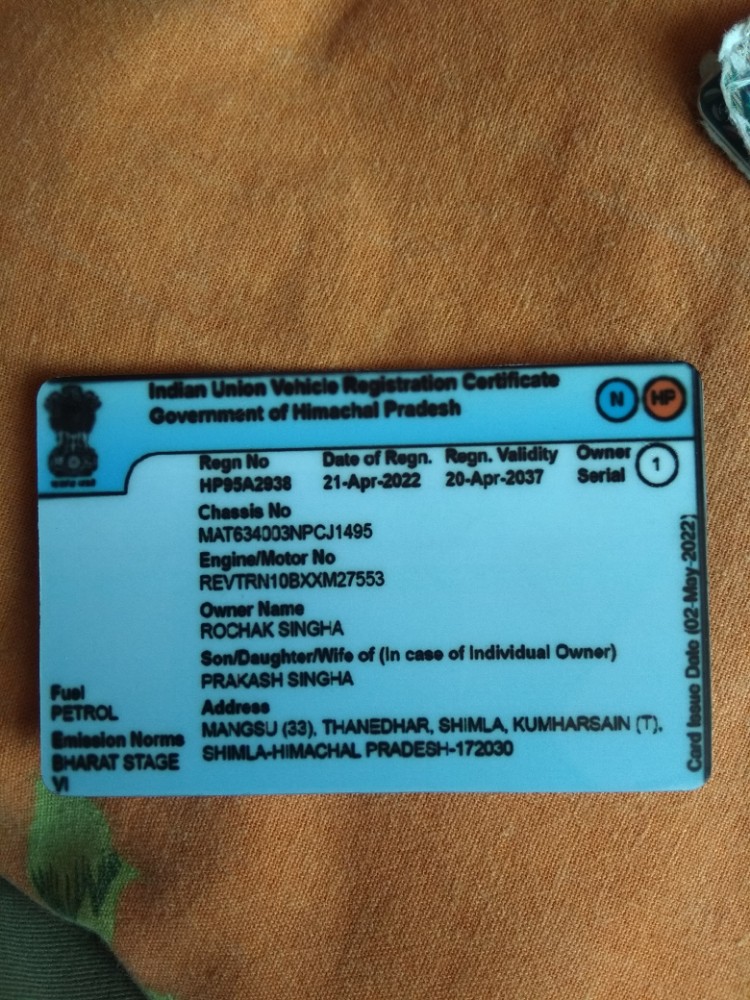 Indian Union Vehicle Registration Certificate
Government of Himachal Pradesh
N HP
Regn No Date of Regn. Regn. Validity Owner Serial 1
HP95A2938 21-Apr-2022 20-Apr-2037
Chassis No
MAT634003NPCJ1495
Engine/Motor No
REVTRN10BXXM27553
Owner Name
ROCHAK SINGHA
Son/Daughter/Wife of (In case of Individual Owner)
PRAKASH SINGHA
Address
MANGSU (33), THANEDHAR, SHIMLA, KUMHARSAIN (T),
SHIMLA-HIMACHAL PRADESH-172030
Fuel
PETROL
Emission Norms
BHARAT STAGE
VI
Card Issue Date (02-May-2022)